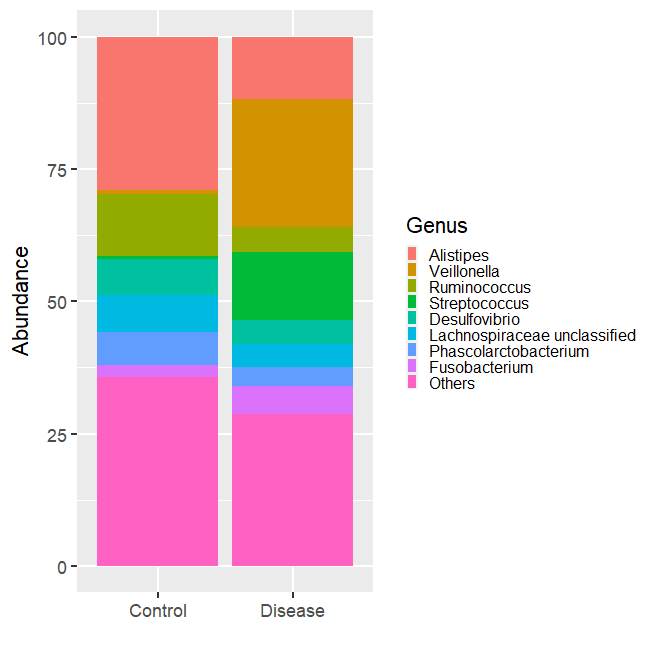 Abundance
100
75
50
25
0
Control
Disease
Genus
Alistipes
Veillonella
Ruminococcus
Streptococcus
Desulfovibrio
Lachnospiraceae unclassified
Phascolarctobacterium
Fusobacterium
Others